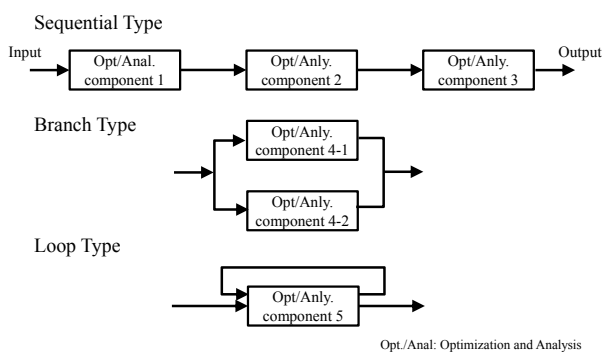 Sequential Type
Input
Output
Opt/Anal.
component 1
Opt/Anly.
component 2
Opt/Anly.
component 3
Branch Type
Opt/Anly.
component 4-1
Opt/Anly.
component 4-2
Loop Type
Opt/Anly.
component 5
Opt./Anal: Optimization and Analysis